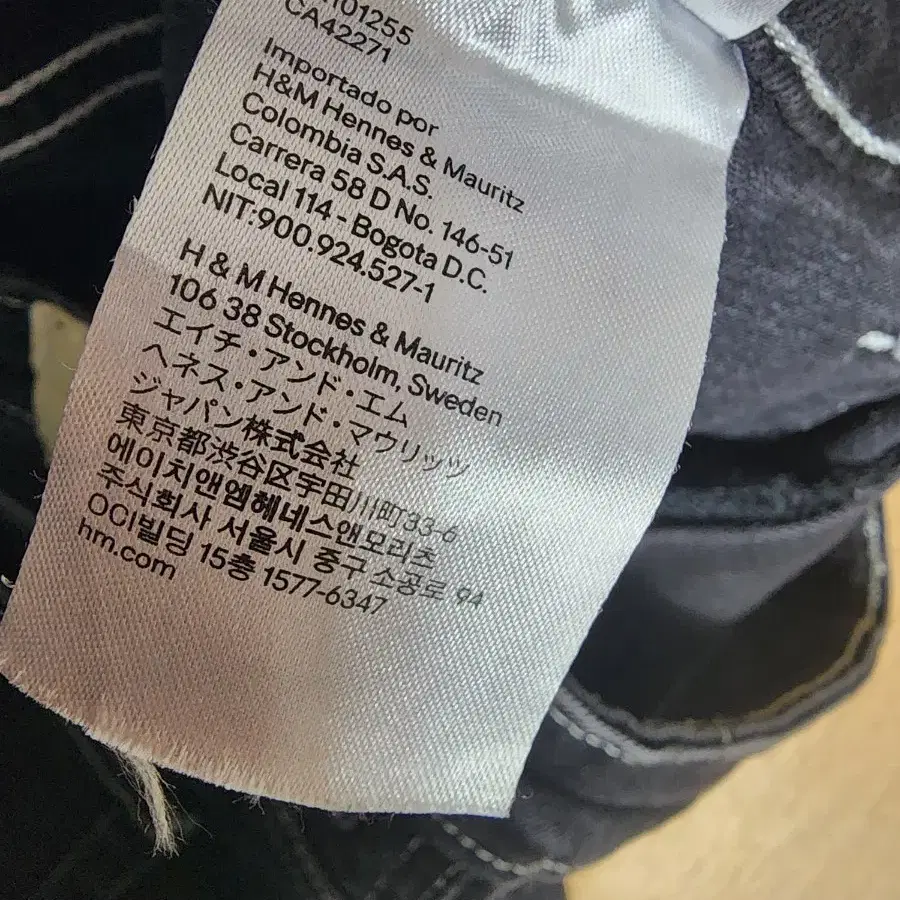 101255
CA42271
Importado por
H&M Hennes & Mauritz
Colombia S.A.S.
Carrera 58 D No. 146-51
Local 114 - Bogota D.C.
NIT:900.924.527-1
H & M Hennes & Mauritz
106 38 Stockholm, Sweden
エイチ・アンド・エム
ヘネス・アンド・マウリッツ
ジャパン株式会社
東京都渋谷区宇田川町33-6
에이치앤엠헤네스앤모리츠
주식회사 서울시 중구 소공로 94
OCI빌딩 15층 1577-6347
hm.com